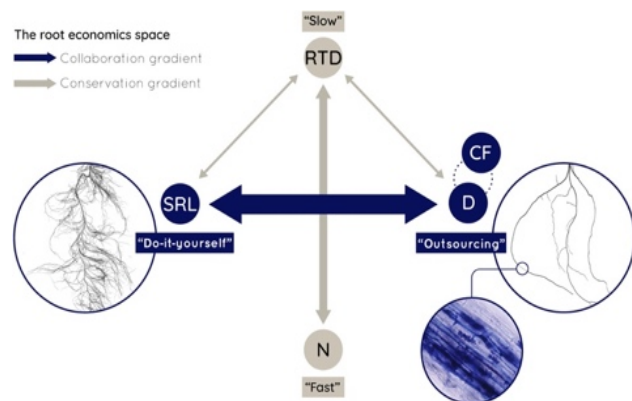 The root economics space
Collaboration gradient
Conservation gradient
"Slow"
RTD
CF
SRL
D
"Do-it-yourself"
"Outsourcing"
N
"Fast"